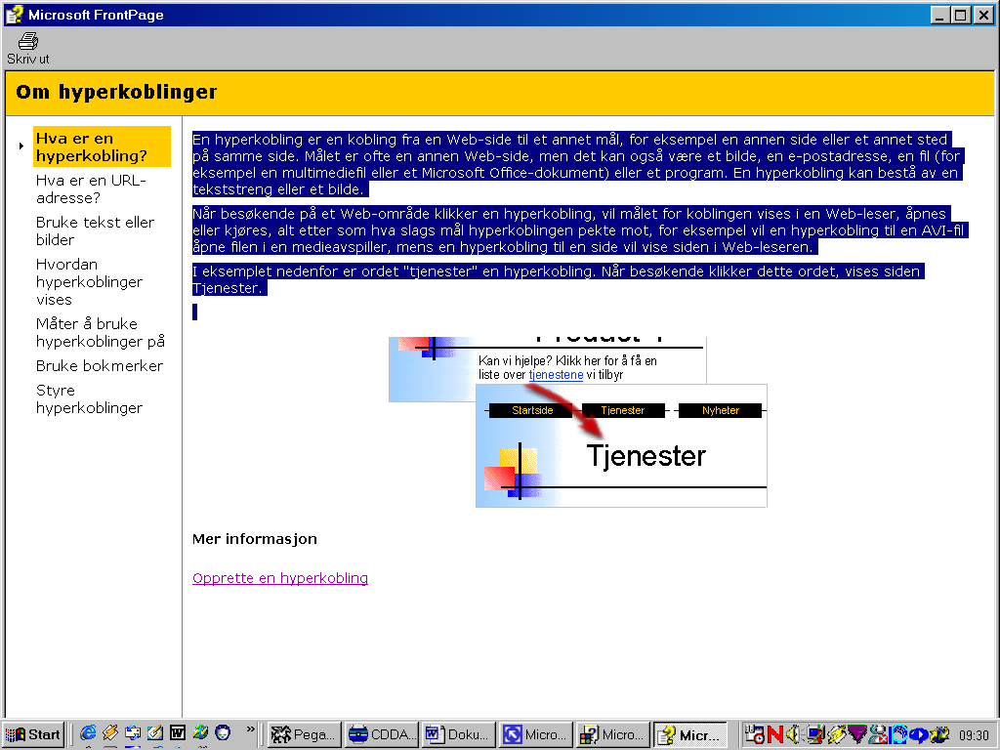 Microsoft FrontPage
Skriv ut
Om hyperkoblinger
Hva er en
hyperkobling?
Hva er en URL-
adresse?
Bruke tekst eller
bilder
Hvordan
hyperkoblinger
vises
Måter å bruke
hyperkoblinger på
Bruke bokmerker
Styre
hyperkoblinger
En hyperkobling er en kobling fra en Web-side til et annet mål, for eksempel en annen side eller et annet sted
på samme side. Målet er ofte en annen Web-side, men det kan også være et bilde, en e-postadresse, en fil (for
eksempel en multimediefil eller et Microsoft Office-dokument) eller et program. En hyperkobling kan bestå av en
tekststreng eller et bilde.
Når besøkende på et Web-område klikker en hyperkobling, vil målet for koblingen vises i en Web-leser, åpnes
eller kjøres, alt etter som hva slags mål hyperkoblingen pekte mot, for eksempel vil en hyperkobling til en AVI-fil
åpne filen i en medieavspiller, mens en hyperkobling til en side vil vise siden i Web-leseren.
I eksemplet nedenfor er ordet "tjenester" en hyperkobling. Når besøkende klikker dette ordet, vises siden
Tjenester.
Product 1
Kan vi hjelpe? Klikk her for å få en
liste over tjenestene vi tilbyr
Startside Tjenester Nyheter
Tjenester
Mer informasjon
Opprette en hyperkobling
Start » Pega... CDDA... Doku... Micro... Micro... Micr... 09:30